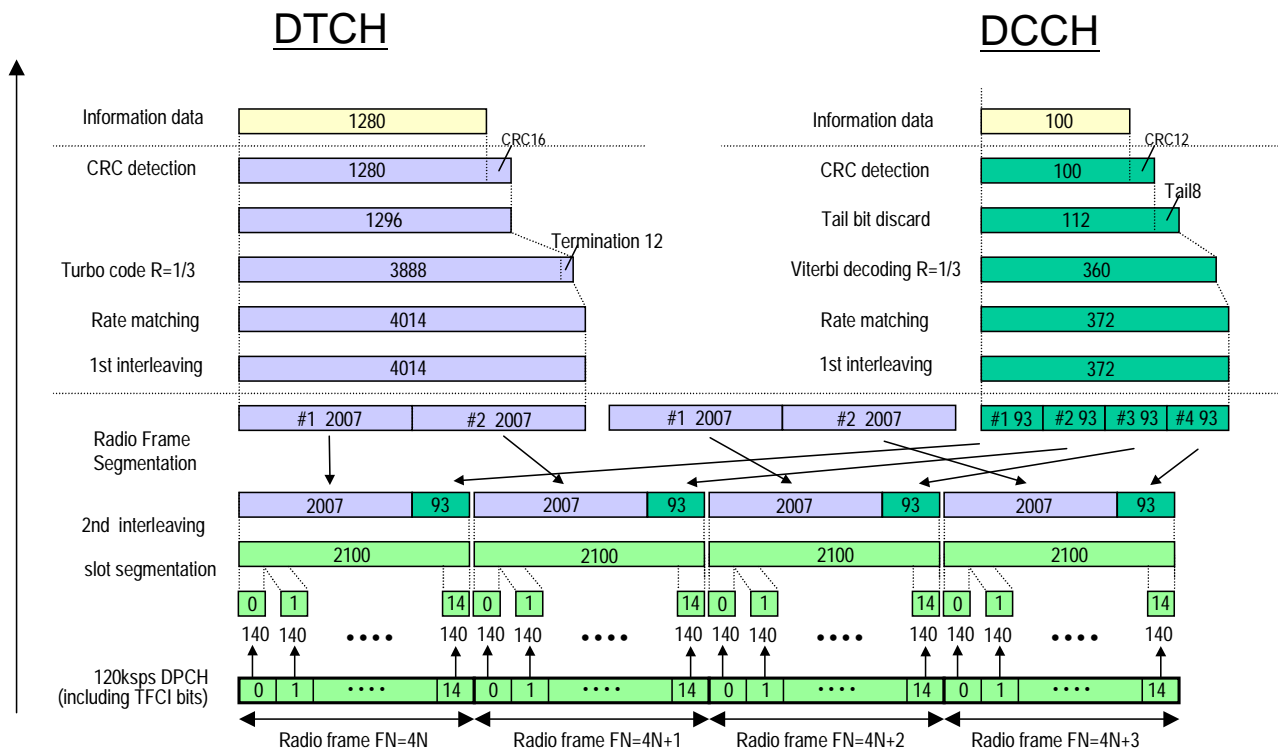 DTCH DCCH
Information data 1280 Information data 100
CRC16 CRC12
CRC detection 1280 CRC detection 100
Tail8
1296 Tail bit discard 112
Termination 12
Turbo code R=1/3 3888 Viterbi decoding R=1/3 360
Rate matching 4014 Rate matching 372
1st interleaving 4014 1st interleaving 372
#1 2007 #2 2007 #1 2007 #2 2007 #1 93 #2 93 #3 93 #4 93
Radio Frame
Segmentation
2007 93 2007 93 2007 93 2007 93
2nd interleaving
2100 2100 2100 2100
slot segmentation
0 1 14 0 1 14 0 1 14 0 1 14
140 140 •••• 140 140 140 •••• 140 140 140 •••• 140 140 140 •••• 140
120ksps DPCH
(including TFCI bits)
0 1 •••• 14 0 1 •••• 14 0 1 •••• 14 0 1 •••• 14
Radio frame FN=4N Radio frame FN=4N+1 Radio frame FN=4N+2 Radio frame FN=4N+3